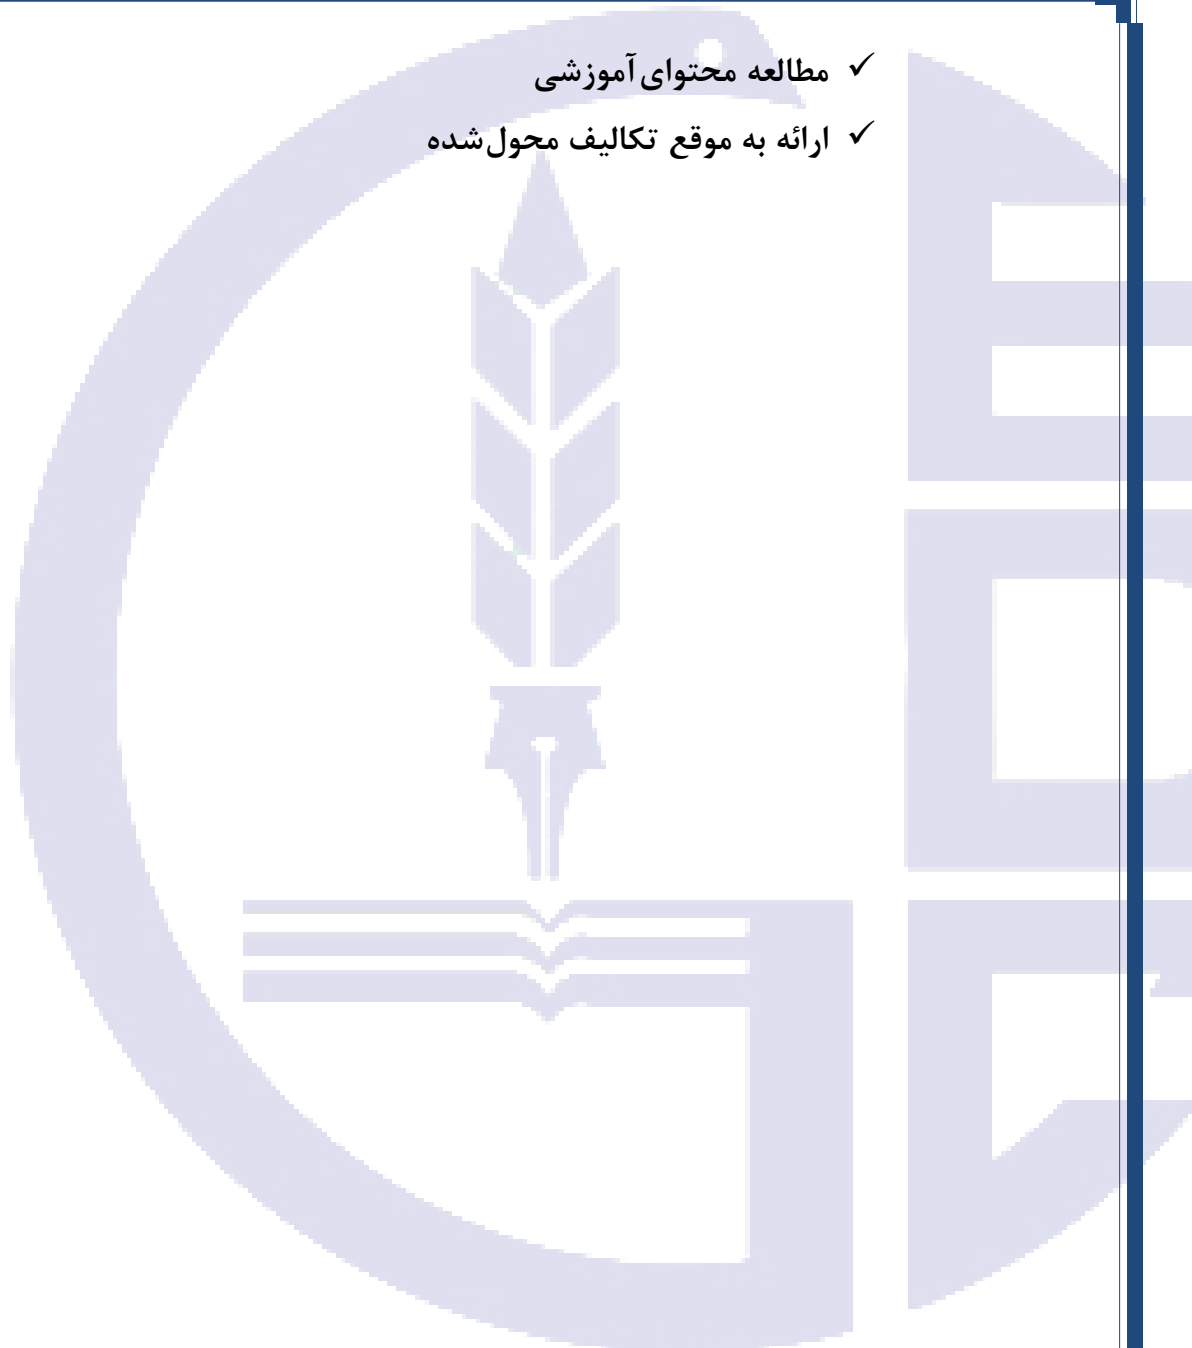 ✓ مطالعه محتوای آموزشی
✓ ارائه به موقع تکالیف محول‌شده